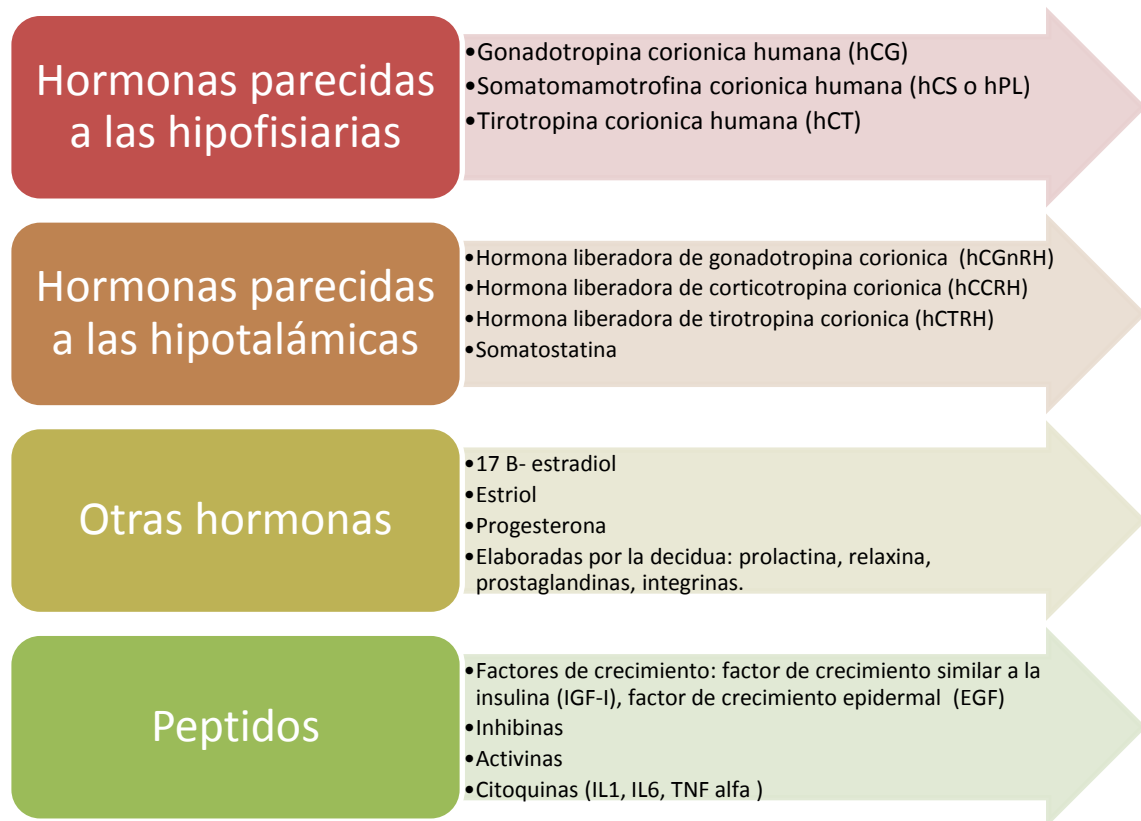 Hormonas parecidas
a las hipofisiarias
•Gonadotropina corionica humana (hCG)
•Somatomamotrofina corionica humana (hCS o hPL)
•Tirotropina corionica humana (hCT)
Hormonas parecidas
a las hipotalámicas
•Hormona liberadora de gonadotropina corionica (hCGnRH)
•Hormona liberadora de corticotropina corionica (hCCRH)
•Hormona liberadora de tirotropina corionica (hCTRH)
•Somatostatina
Otras hormonas
•17 B- estradiol
•Estriol
•Progesterona
•Elaboradas por la decidua: prolactina, relaxina,
prostaglandinas, integrinas.
Peptidos
•Factores de crecimiento: factor de crecimiento similar a la
insulina (IGF-I), factor de crecimiento epidermal (EGF)
•Inhibinas
•Activinas
•Citoquinas (IL1, IL6, TNF alfa )